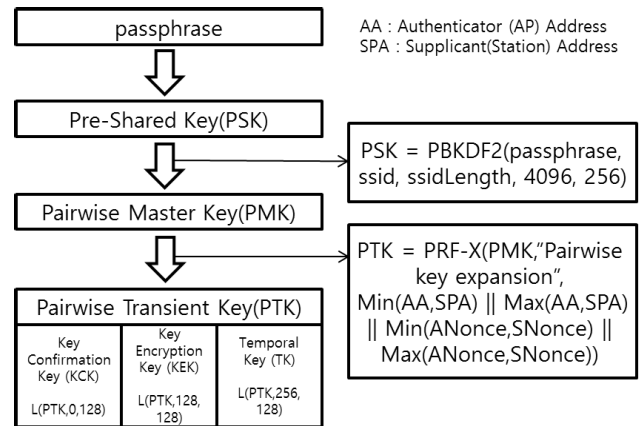 passphrase
AA : Authenticator (AP) Address
SPA : Supplicant(Station) Address
Pre-Shared Key(PSK)
PSK = PBKDF2(passphrase,
ssid, ssidLength, 4096, 256)
Pairwise Master Key(PMK)
PTK = PRF-X(PMK,"Pairwise
key expansion",
Min(AA,SPA) || Max(AA,SPA)
|| Min(ANonce,SNonce) ||
Max(ANonce,SNonce))
Pairwise Transient Key(PTK)
Key
Confirmation
Key (KCK)
L(PTK,0,128)
Key
Encryption
Key (KEK)
L(PTK,128,
128)
Temporal
Key (TK)
L(PTK,256,
128)